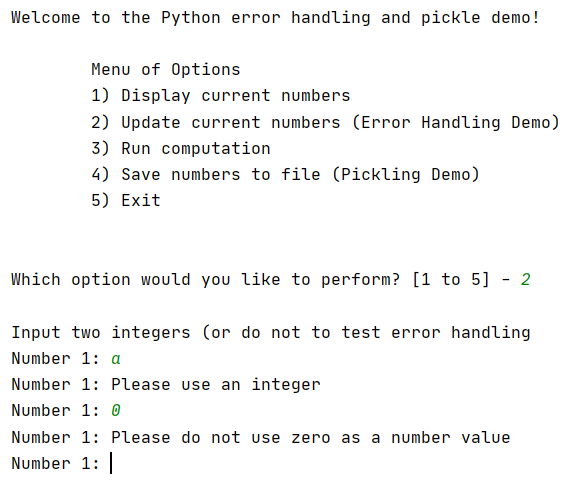 Welcome to the Python error handling and pickle demo!
Menu of Options
1) Display current numbers
2) Update current numbers (Error Handling Demo)
3) Run computation
4) Save numbers to file (Pickling Demo)
5) Exit
Which option would you like to perform? [1 to 5] - 2
Input two integers (or do not to test error handling
Number 1: a
Number 1: Please use an integer
Number 1: 0
Number 1: Please do not use zero as a number value
Number 1: